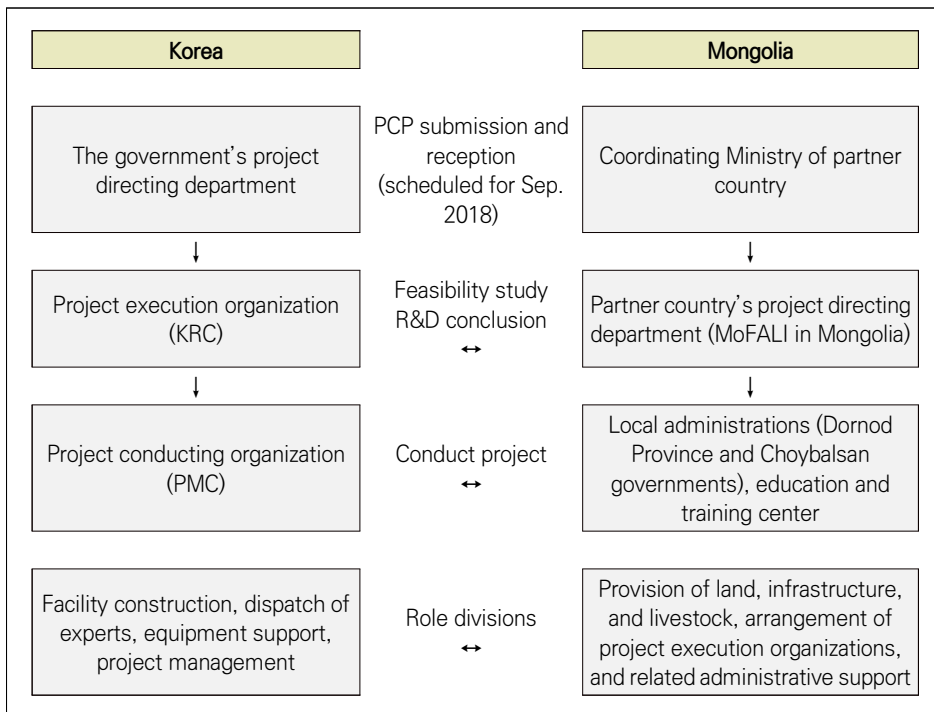 Korea
Mongolia
The government’s project
directing department
PCP submission and
reception
(scheduled for Sep.
2018)
Coordinating Ministry of partner
country
↓
↓
Project execution organization
(KRC)
Feasibility study
R&D conclusion
↔
Partner country’s project directing
department (MoFALI in Mongolia)
↓
↓
Project conducting organization
(PMC)
Conduct project
↔
Local administrations (Dornod
Province and Choybalsan
governments), education and
training center
Facility construction, dispatch of
experts, equipment support,
project management
Role divisions
↔
Provision of land, infrastructure,
and livestock, arrangement of
project execution organizations,
and related administrative support